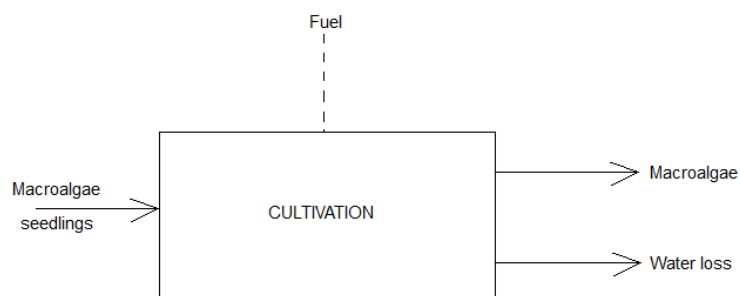 Fuel
Macroalgae
seedlings
CULTIVATION
Macroalgae
Water loss